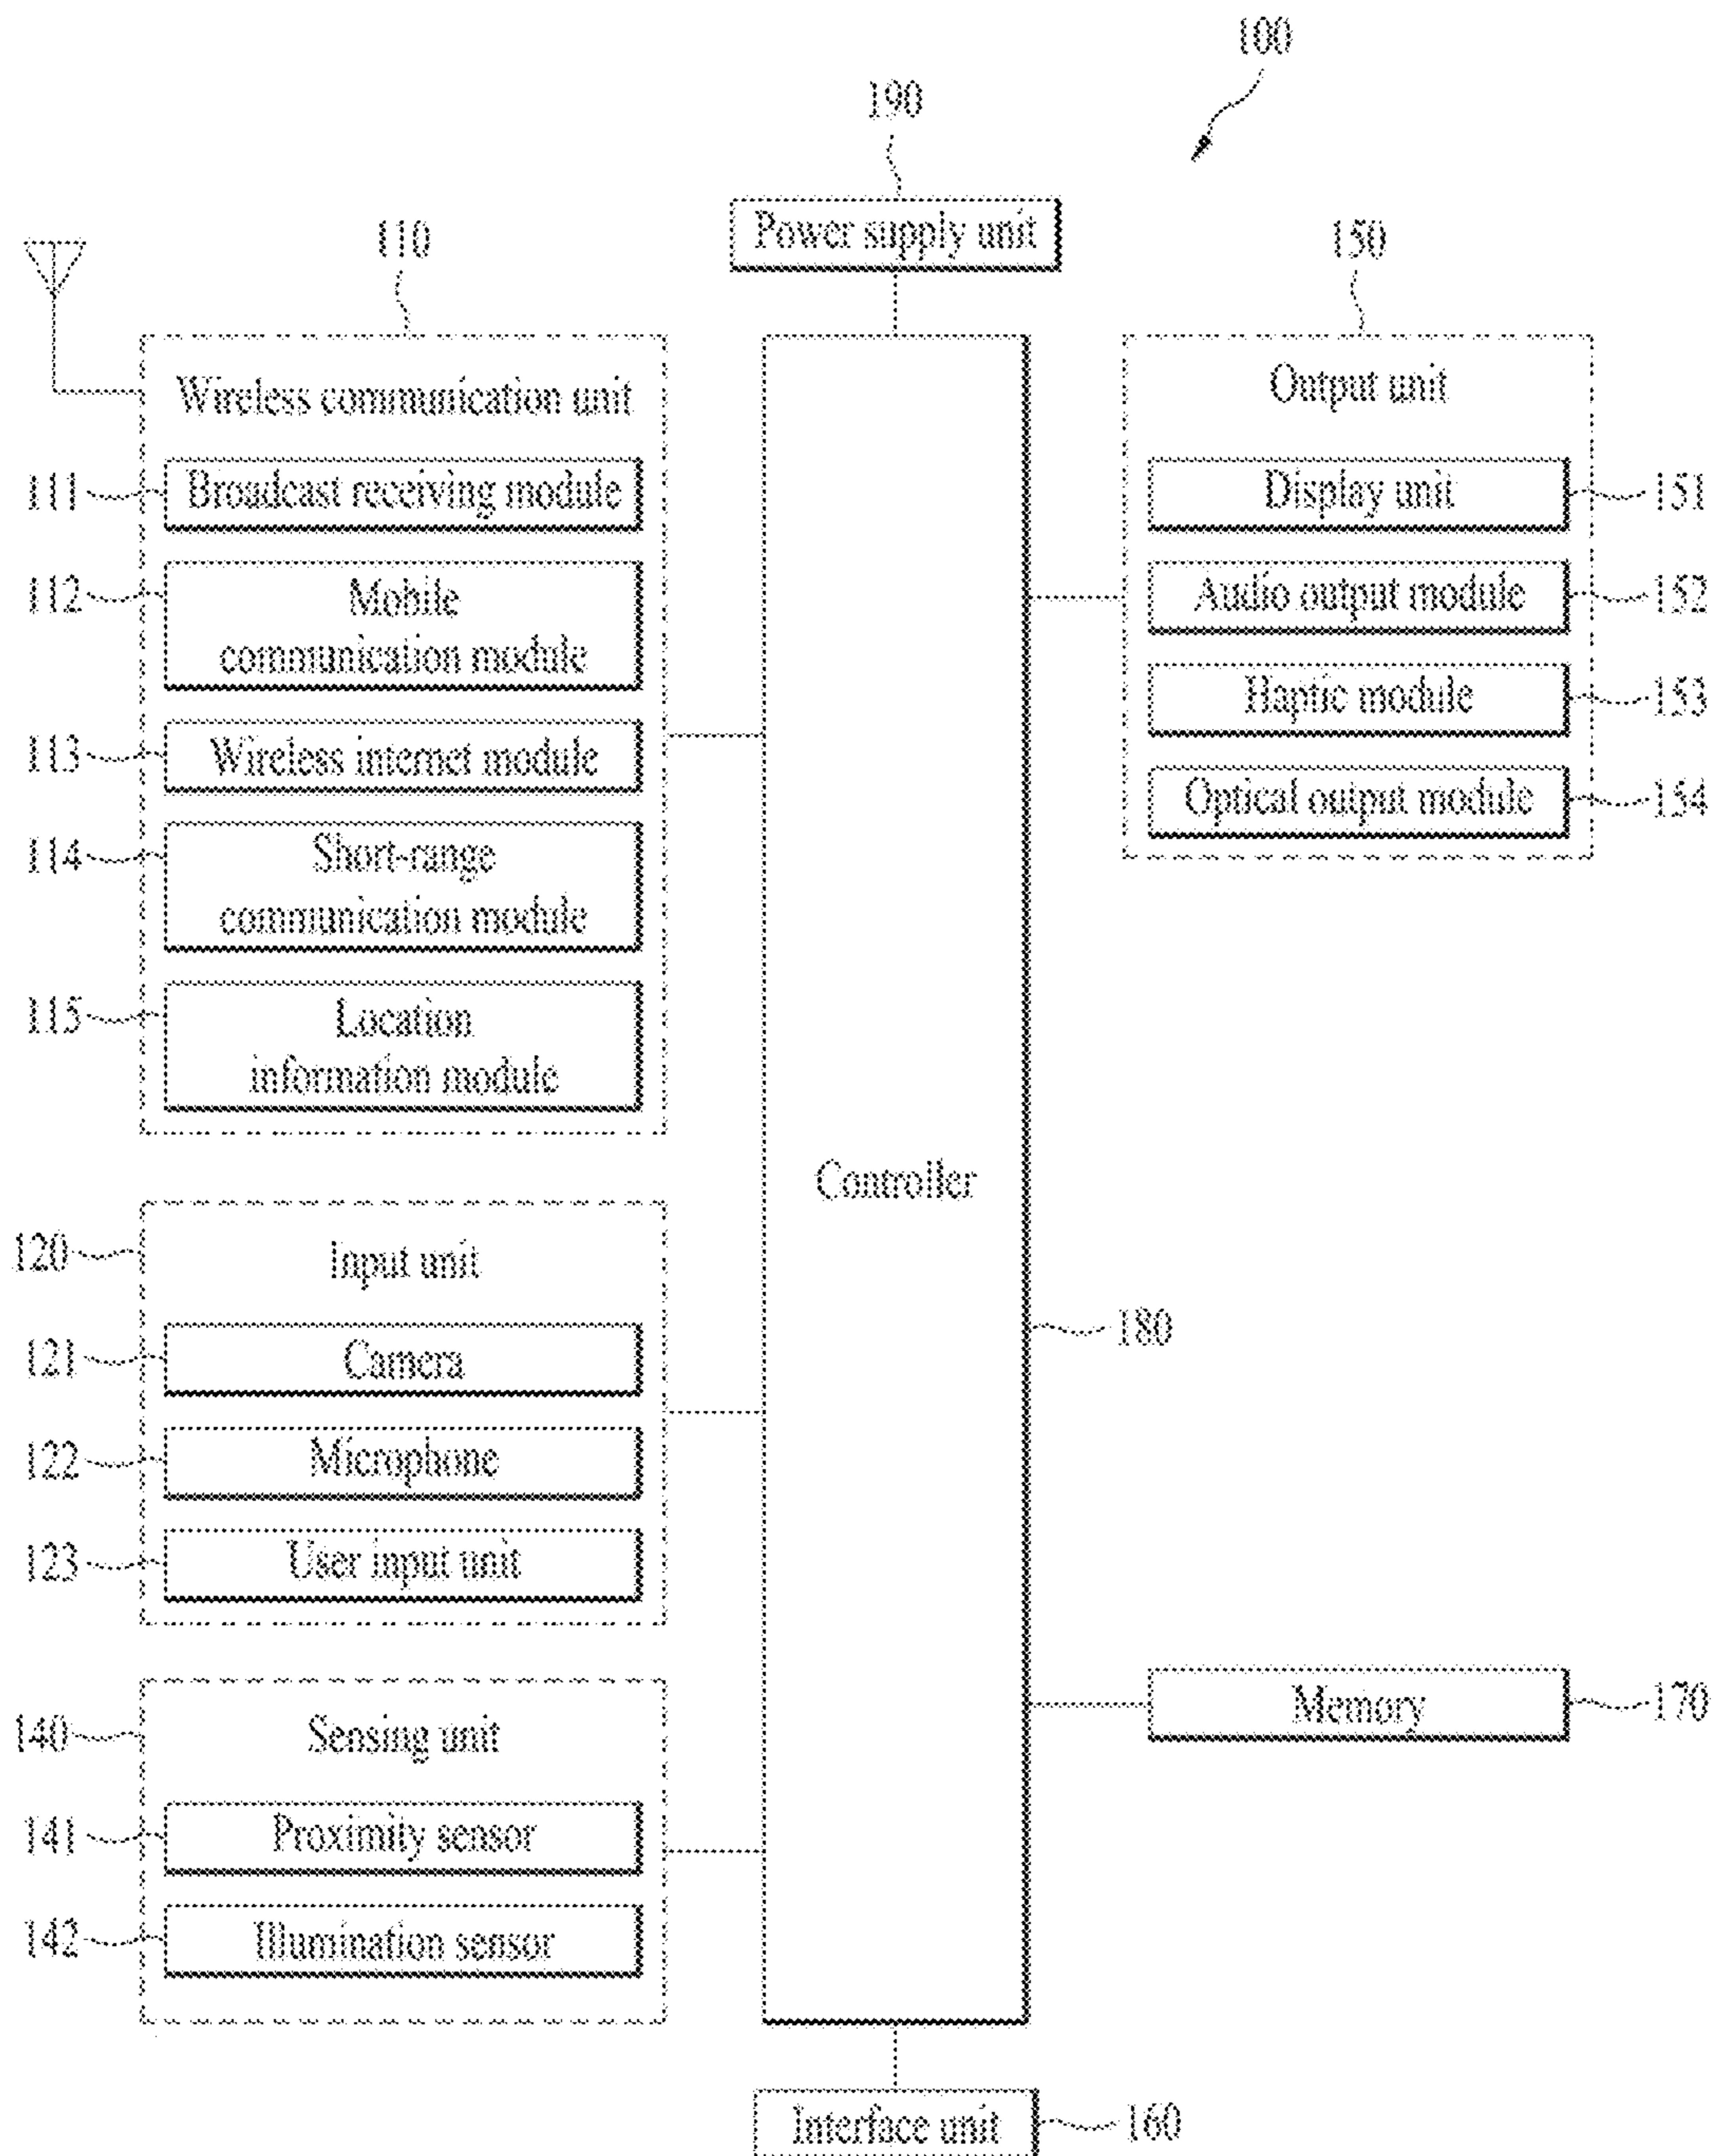 100
190
Power supply unit
110
150
Wireless communication unit
Output unit
111
Broadcast receiving module
Display unit
151
112
Mobile
communication module
Audio output module
152
Haptic module
153
113
Wireless internet module
Optical output module
154
114
Short-range
communication module
115
Location
information module
Controller
180
120
Input unit
121
Camera
122
Microphone
123
User input unit
140
Sensing unit
Memory
170
141
Proximity sensor
142
Illumination sensor
Interface unit
160